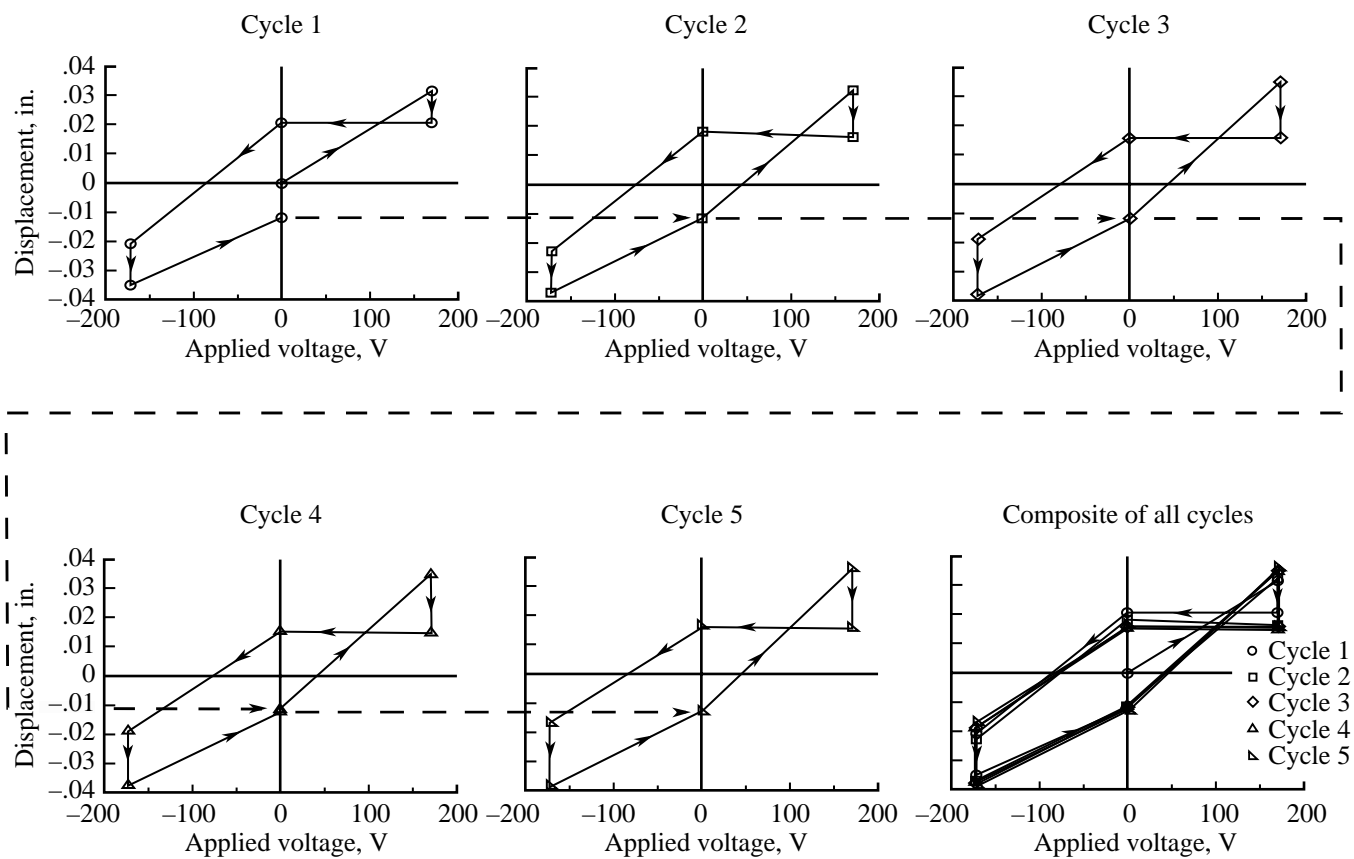 Cycle 1
Cycle 2
Cycle 3
.04
.03
.02
.01
0
–.01
–.02
–.03
–.04
Displacement, in.
–200 –100 0 100 200
Applied voltage, V
–200 –100 0 100 200
Applied voltage, V
–200 –100 0 100 200
Applied voltage, V
Cycle 4
Cycle 5
Composite of all cycles
.04
.03
.02
.01
0
–.01
–.02
–.03
–.04
Displacement, in.
Cycle 1
Cycle 2
Cycle 3
Cycle 4
Cycle 5
–200 –100 0 100 200
Applied voltage, V
–200 –100 0 100 200
Applied voltage, V
–200 –100 0 100 200
Applied voltage, V